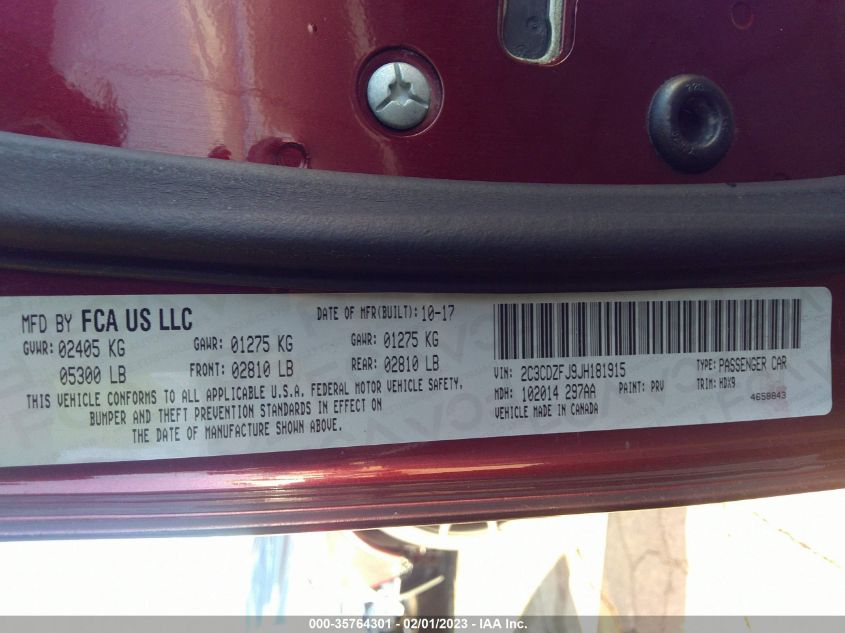 MFD BY FCA US LLC
DATE OF MFR(BUILT): 10-17
GVWR: 02405 KG
GAWR: 01275 KG
GAWR: 01275 KG
05300 LB
FRONT: 02810 LB
REAR: 02810 LB
THIS VEHICLE CONFORMS TO ALL APPLICABLE U.S.A. FEDERAL MOTOR VEHICLE SAFETY,
BUMPER AND THEFT PREVENTION STANDARDS IN EFFECT ON
THE DATE OF MANUFACTURE SHOWN ABOVE.
VIN: 2C3CDZFJ9JH181915
TYPE: PASSENGER CAR
MDH: 102014 297AA
PAINT: PRV
TRIM: HDX9
VEHICLE MADE IN CANADA
4658843
000-35764301 - 02/01/2023 - IAA Inc.